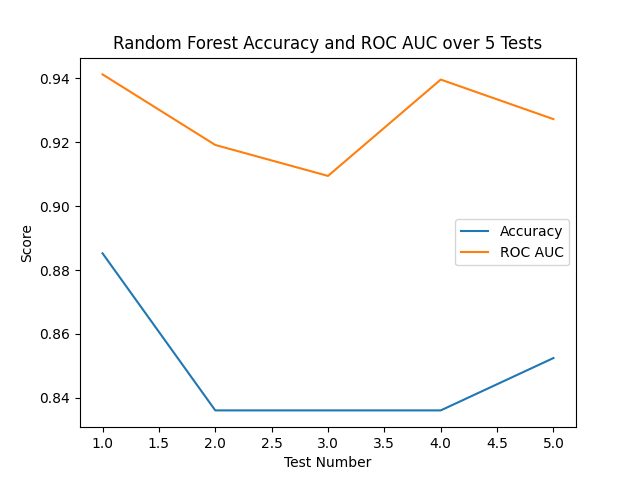 Random Forest Accuracy and ROC AUC over 5 Tests
0.94
0.92
0.90
0.88
0.86
0.84
Score
Accuracy
ROC AUC
1.0 1.5 2.0 2.5 3.0 3.5 4.0 4.5 5.0
Test Number